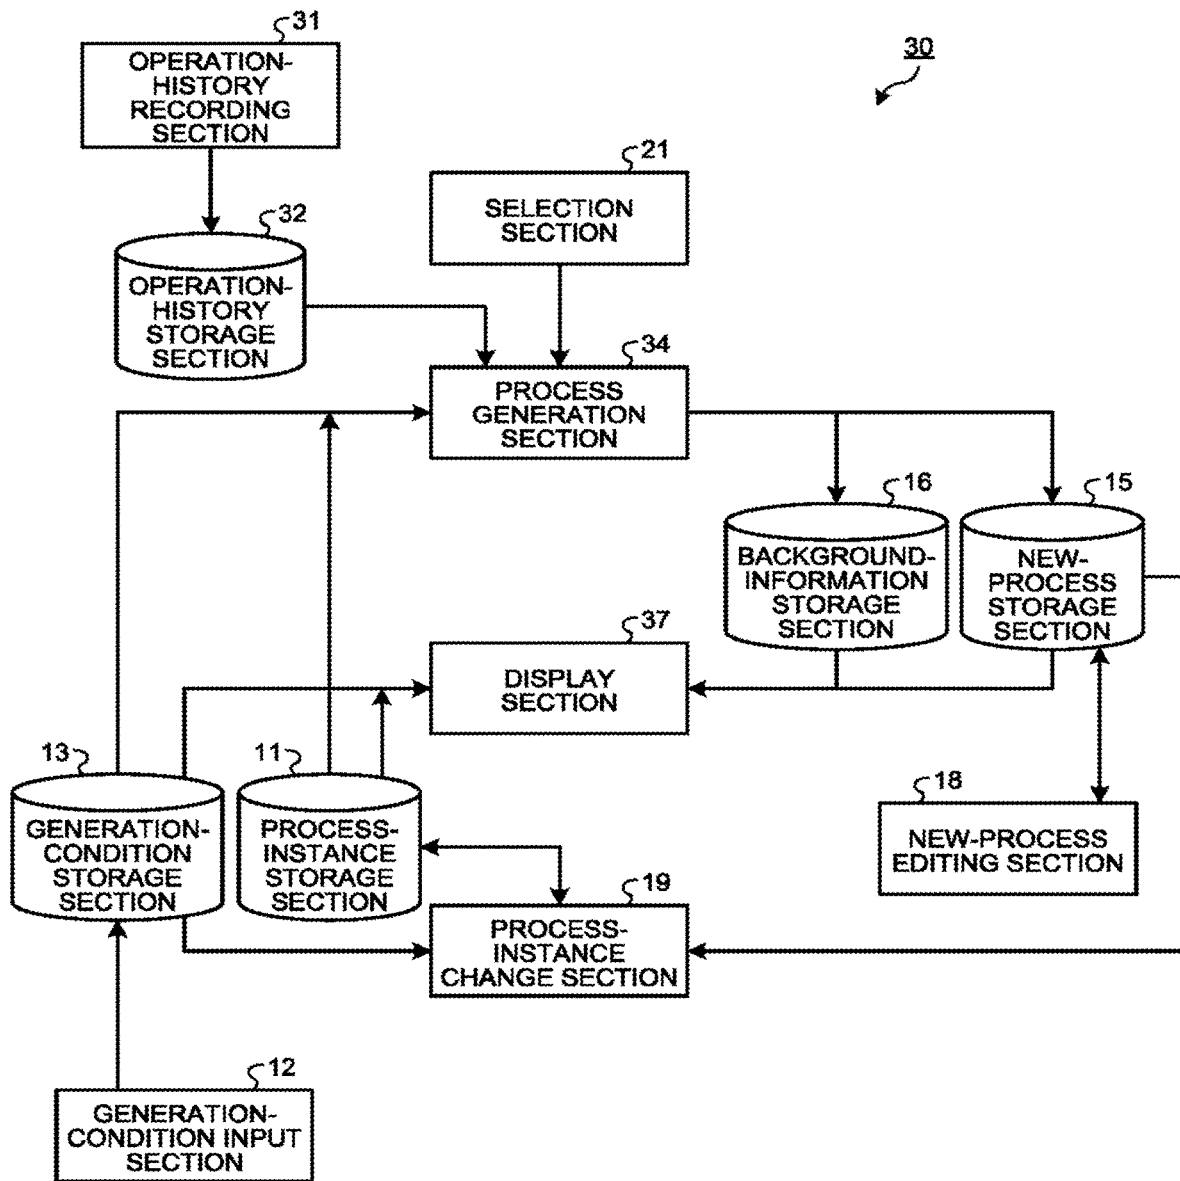 31
OPERATION-
HISTORY
RECORDING
SECTION
30
21
SELECTION
SECTION
32
OPERATION-
HISTORY
STORAGE
SECTION
34
PROCESS
GENERATION
SECTION
16
BACKGROUND-
INFORMATION
STORAGE
SECTION
15
NEW-
PROCESS
STORAGE
SECTION
37
DISPLAY
SECTION
13
GENERATION-
CONDITION
STORAGE
SECTION
11
PROCESS-
INSTANCE
STORAGE
SECTION
18
NEW-PROCESS
EDITING SECTION
19
PROCESS-
INSTANCE
CHANGE SECTION
12
GENERATION-
CONDITION INPUT
SECTION